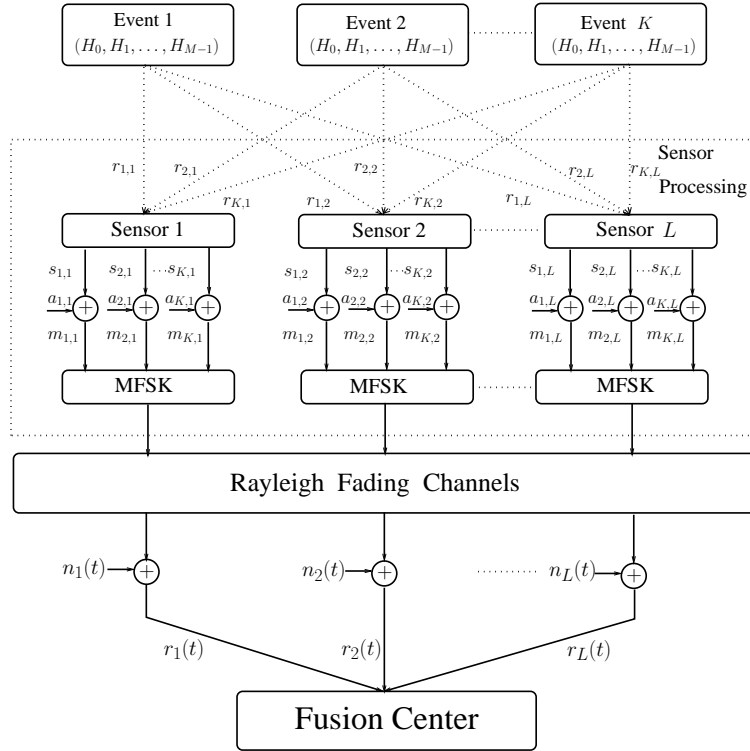 Event 1 Event 2 Event K
(H_0, H_1, ..., H_{M-1}) (H_0, H_1, ..., H_{M-1}) (H_0, H_1, ..., H_{M-1})
Sensor
Processing
r_{1,1} r_{2,1} r_{K,1} r_{1,2} r_{2,2} r_{K,2} r_{1,L} r_{2,L} r_{K,L}
Sensor 1 Sensor 2 Sensor L
s_{1,1} s_{2,1} ...s_{K,1} s_{1,2} s_{2,2} ...s_{K,2} s_{1,L} s_{2,L} ...s_{K,L}
a_{1,1} + a_{2,1} + a_{K,1} + a_{1,2} + a_{2,2} + a_{K,2} + a_{1,L} + a_{2,L} + a_{K,L} +
m_{1,1} m_{2,1} m_{K,1} m_{1,2} m_{2,2} m_{K,2} m_{1,L} m_{2,L} m_{K,L}
MFSK MFSK MFSK
Rayleigh Fading Channels
n_1(t) + n_2(t) + n_L(t) +
r_1(t) r_2(t) r_L(t)
Fusion Center